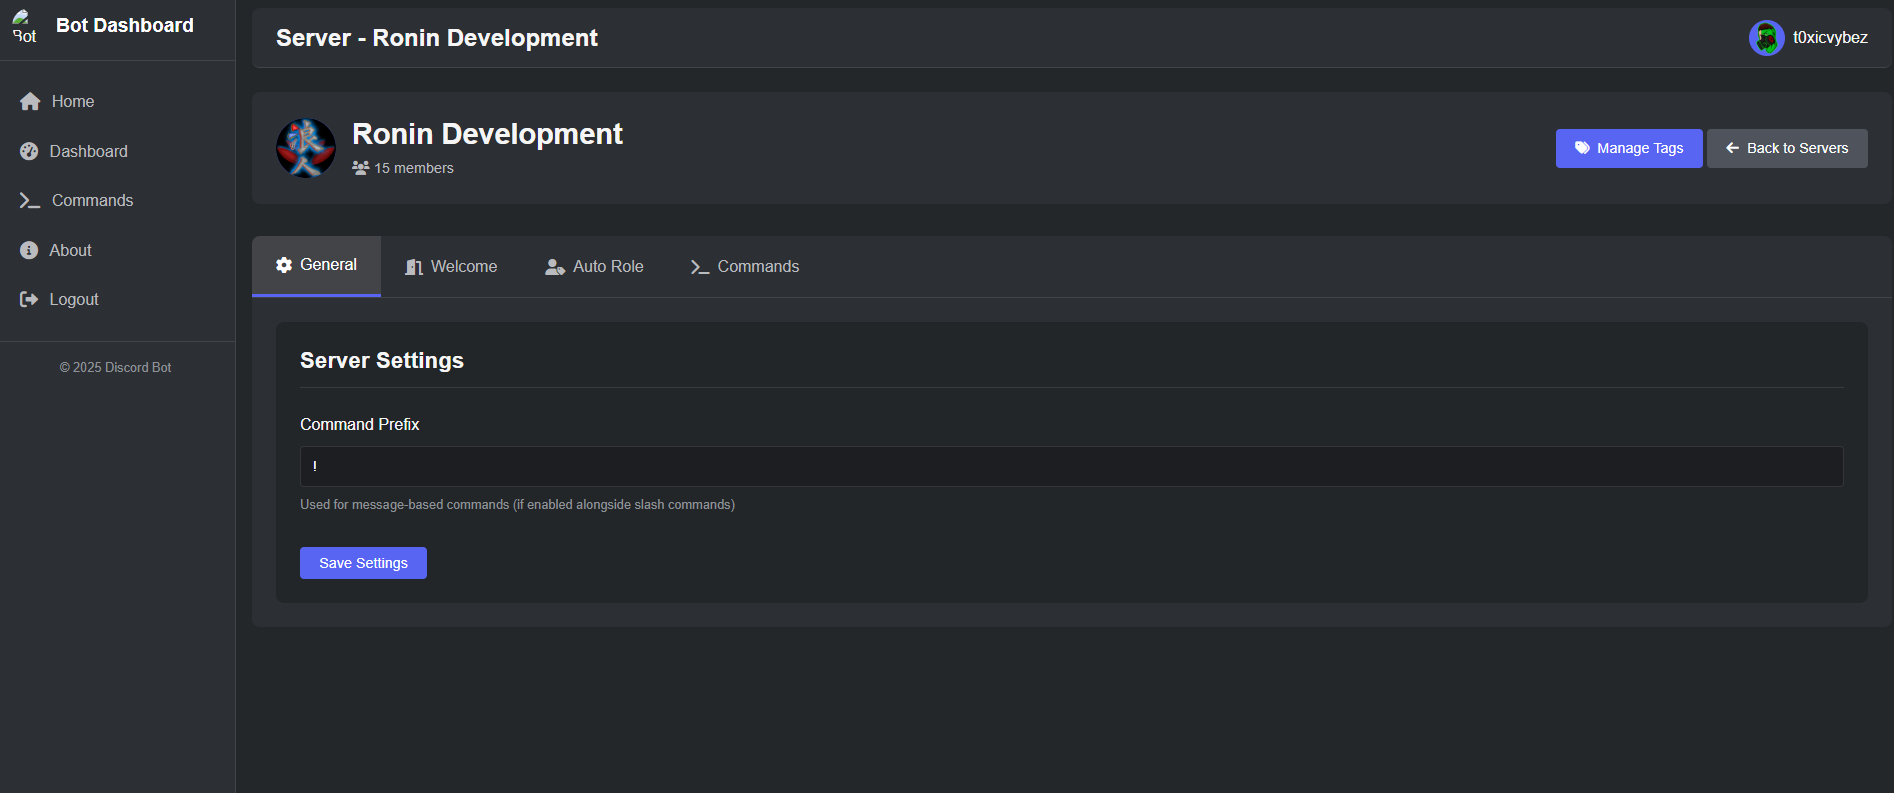 Bot
Bot Dashboard
Home
Dashboard
Commands
About
Logout
© 2025 Discord Bot
Server - Ronin Development
t0xicvybez
浪人
Ronin Development
15 members
Manage Tags
Back to Servers
General
Welcome
Auto Role
Commands
Server Settings
Command Prefix
!
Used for message-based commands (if enabled alongside slash commands)
Save Settings